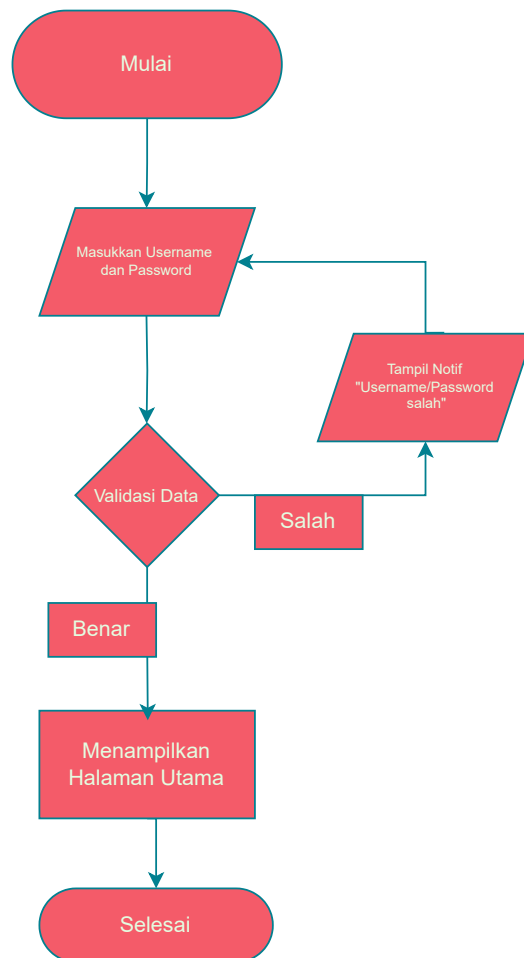 Mulai
Masukkan Username
dan Password
Tampil Notif
"Username/Password
salah"
Validasi Data
Salah
Benar
Menampilkan
Halaman Utama
Selesai